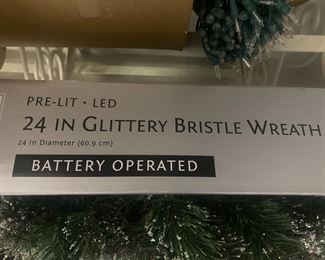 PRE-LIT • LED
24 IN GLITTERY BRISTLE WREATH
24 in Diameter (60.9 cm)
BATTERY OPERATED